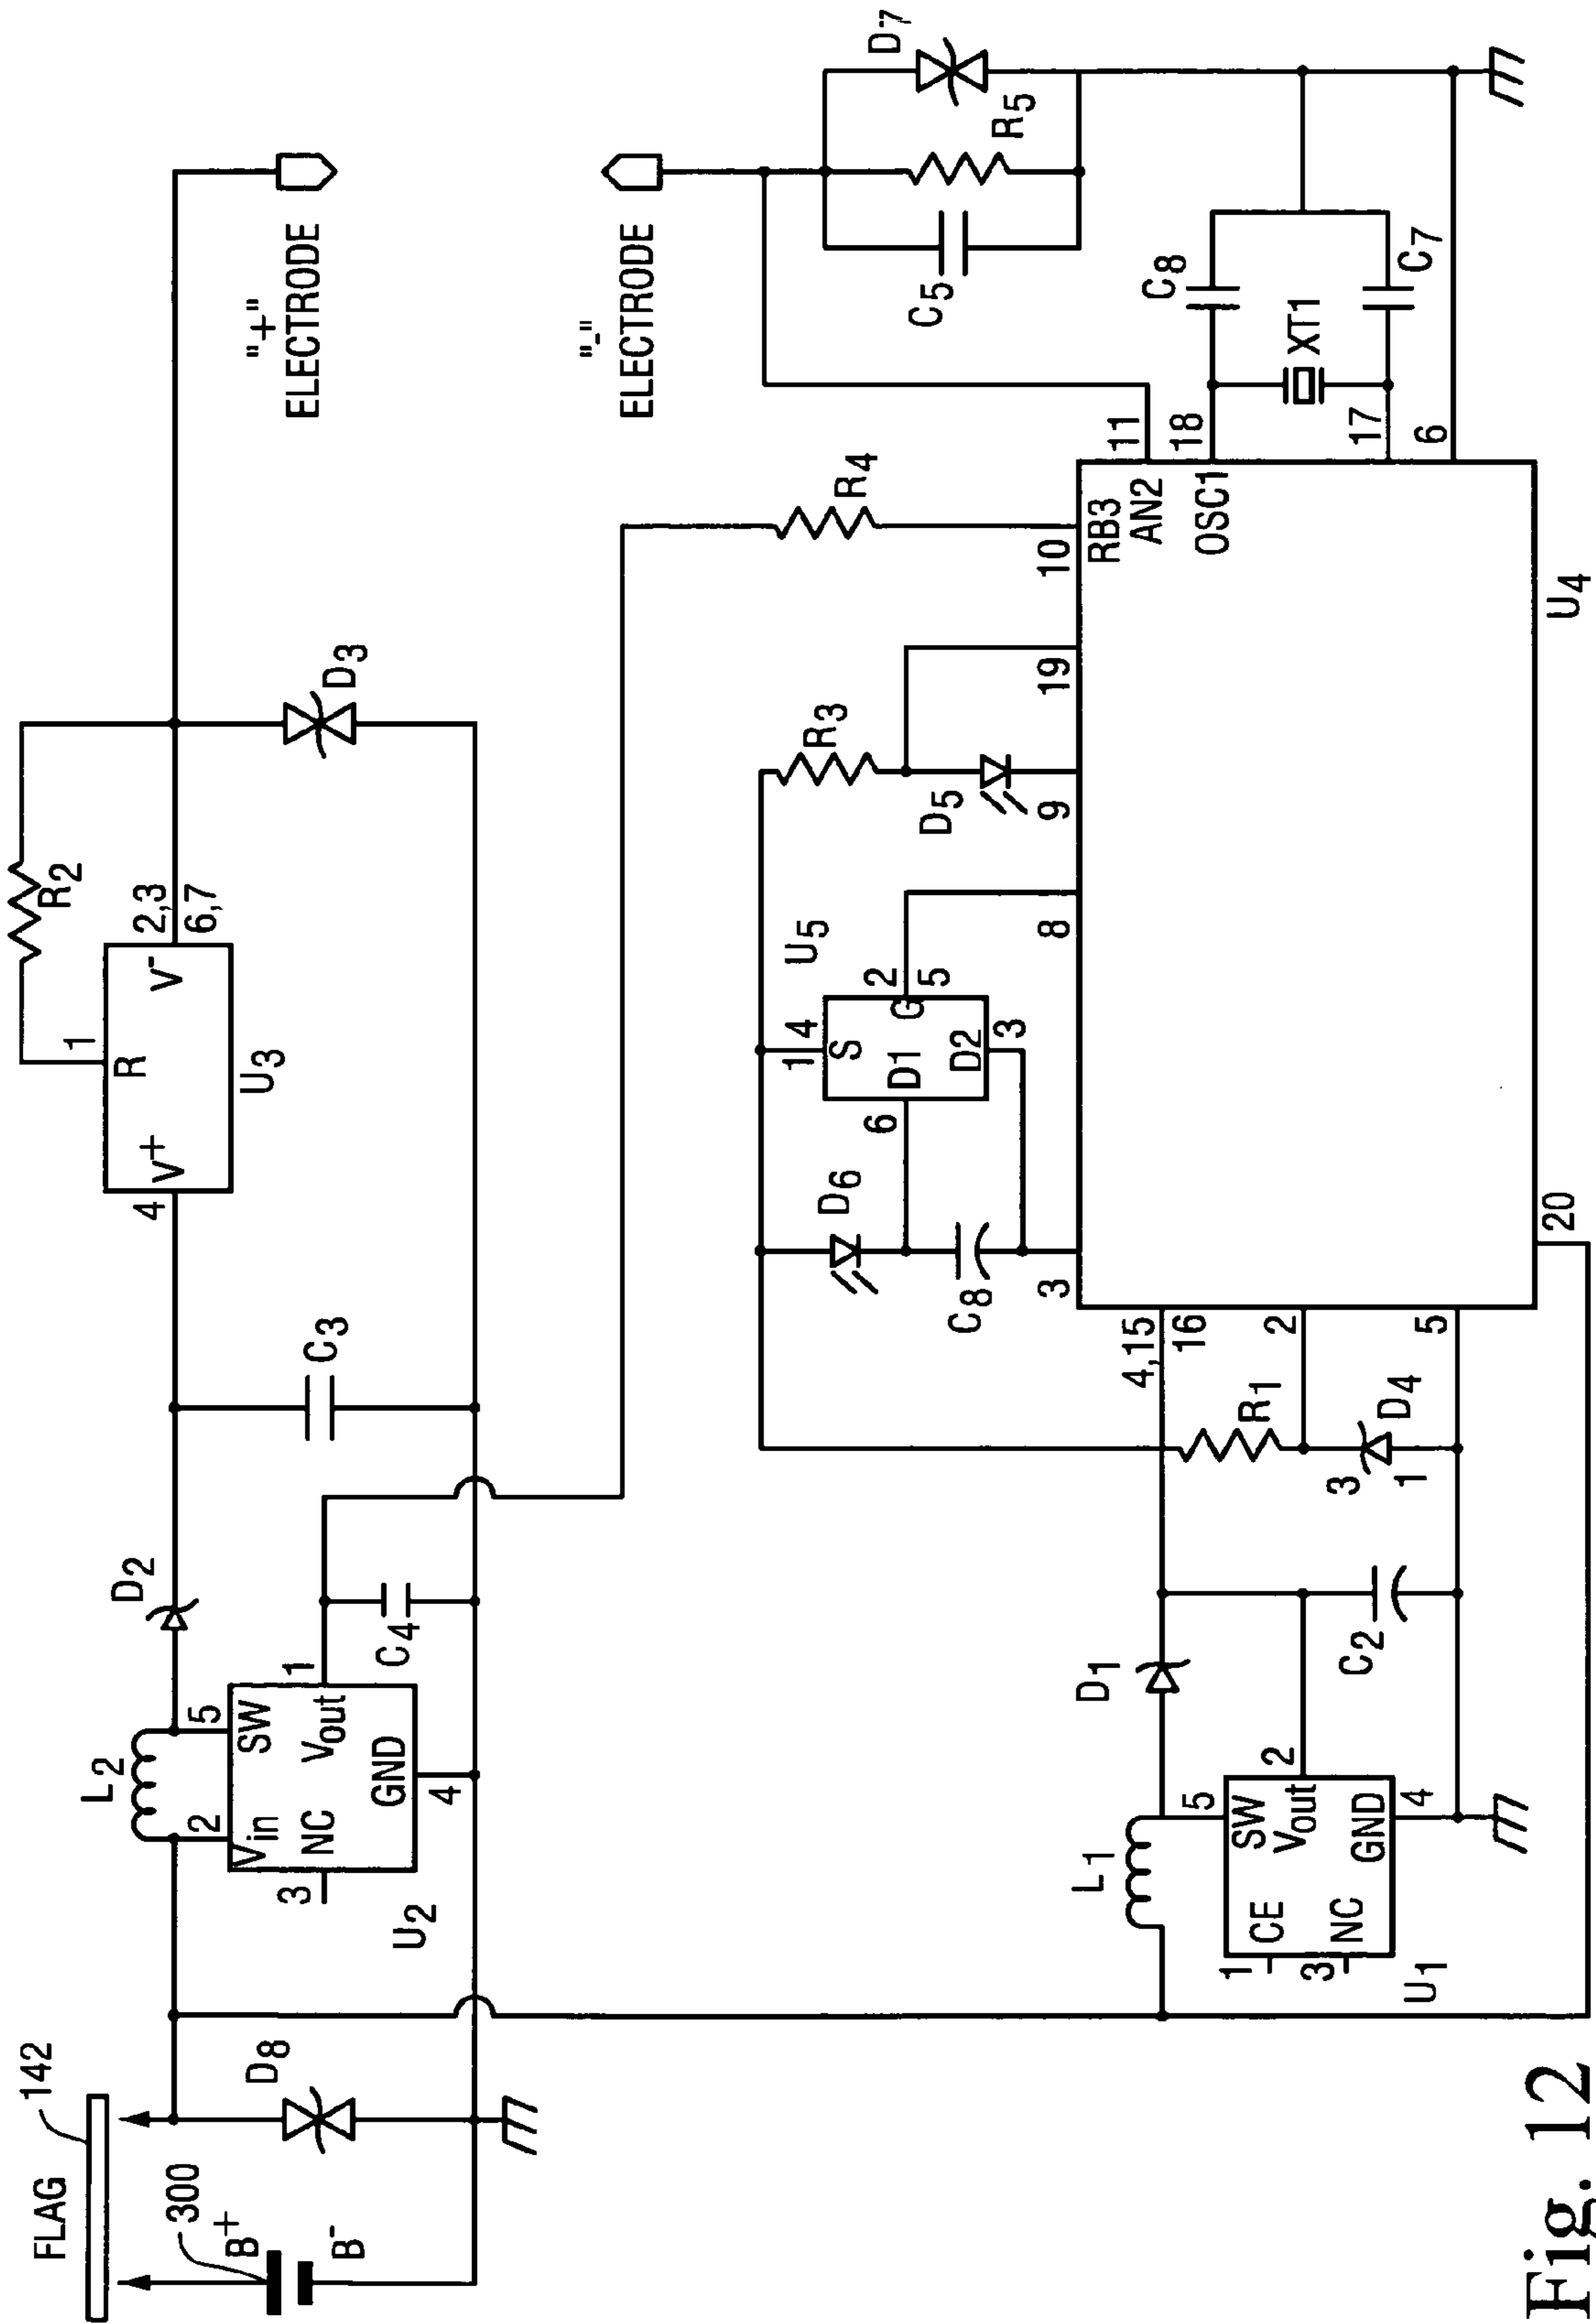 FLAG
142
300
B+
B-
D8
L2
2
5
Vin
SW
3
NC
Vout
1
GND
4
U2
C4
D2
C3
4
V+
R
1
V-
2,3
6,7
U3
R2
D3
"+"
ELECTRODE
"-"
ELECTRODE
D7
R5
C5
L1
5
1
CE
SW
Vout
2
3
NC
GND
4
U1
D1
C2
R1
3
1
D4
4,15
16
2
5
20
3
C8
D6
6
D1
1
4
S
G
2
5
D2
3
U5
8
R3
D5
9
19
R4
10
RB3
AN2
OSC1
11
18
17
6
U4
C8
XT1
C7
Fig. 12